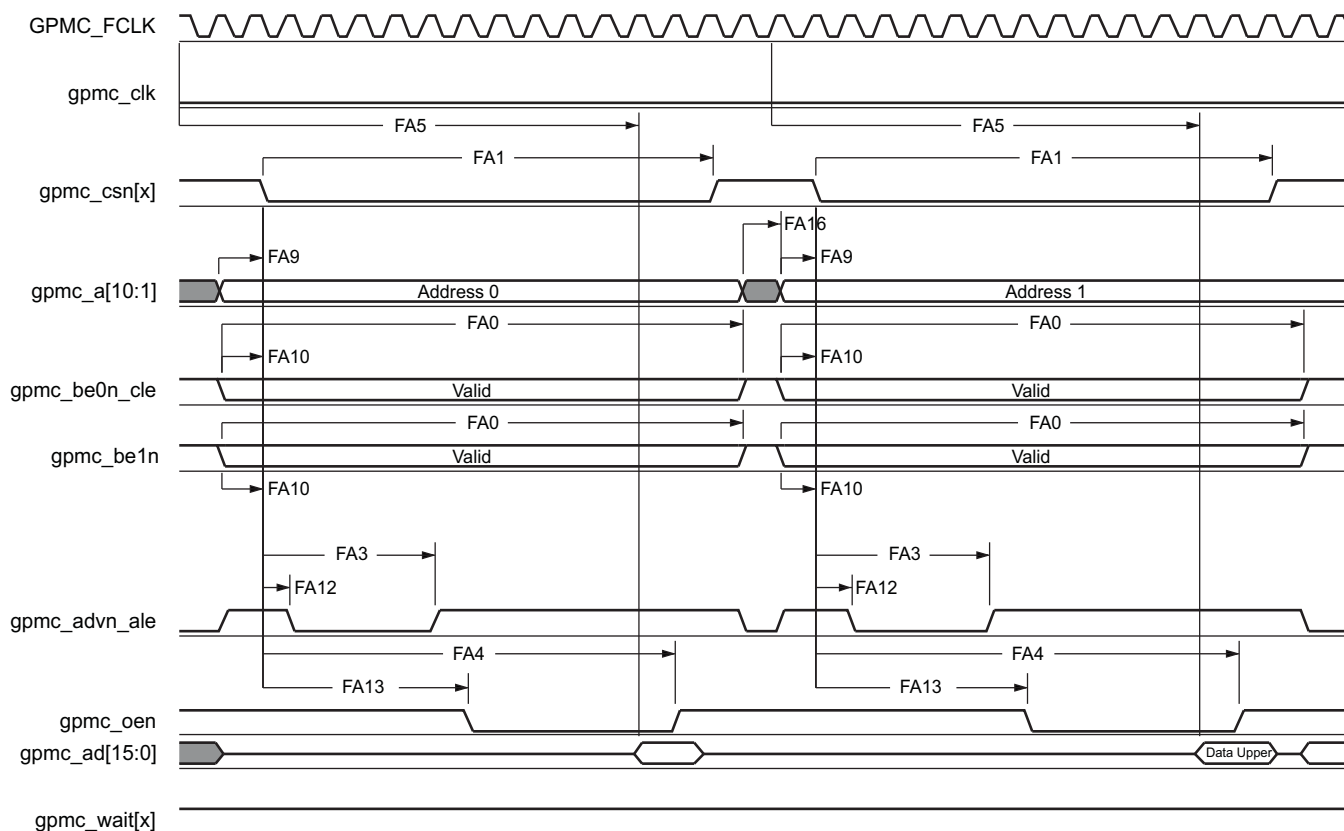 GPMC_FCLK
gpmc_clk
FA5 FA5
FA1 FA1
gpmc_csn[x]
FA16
FA9 FA9
gpmc_a[10:1] Address 0 Address 1
FA0 FA0
FA10 FA10
gpmc_be0n_cle Valid Valid
FA0 FA0
gpmc_be1n Valid Valid
FA10 FA10
FA3 FA3
FA12 FA12
gpmc_advn_ale
FA4 FA4
FA13 FA13
gpmc_oen
gpmc_ad[15:0] Data Upper
gpmc_wait[x]